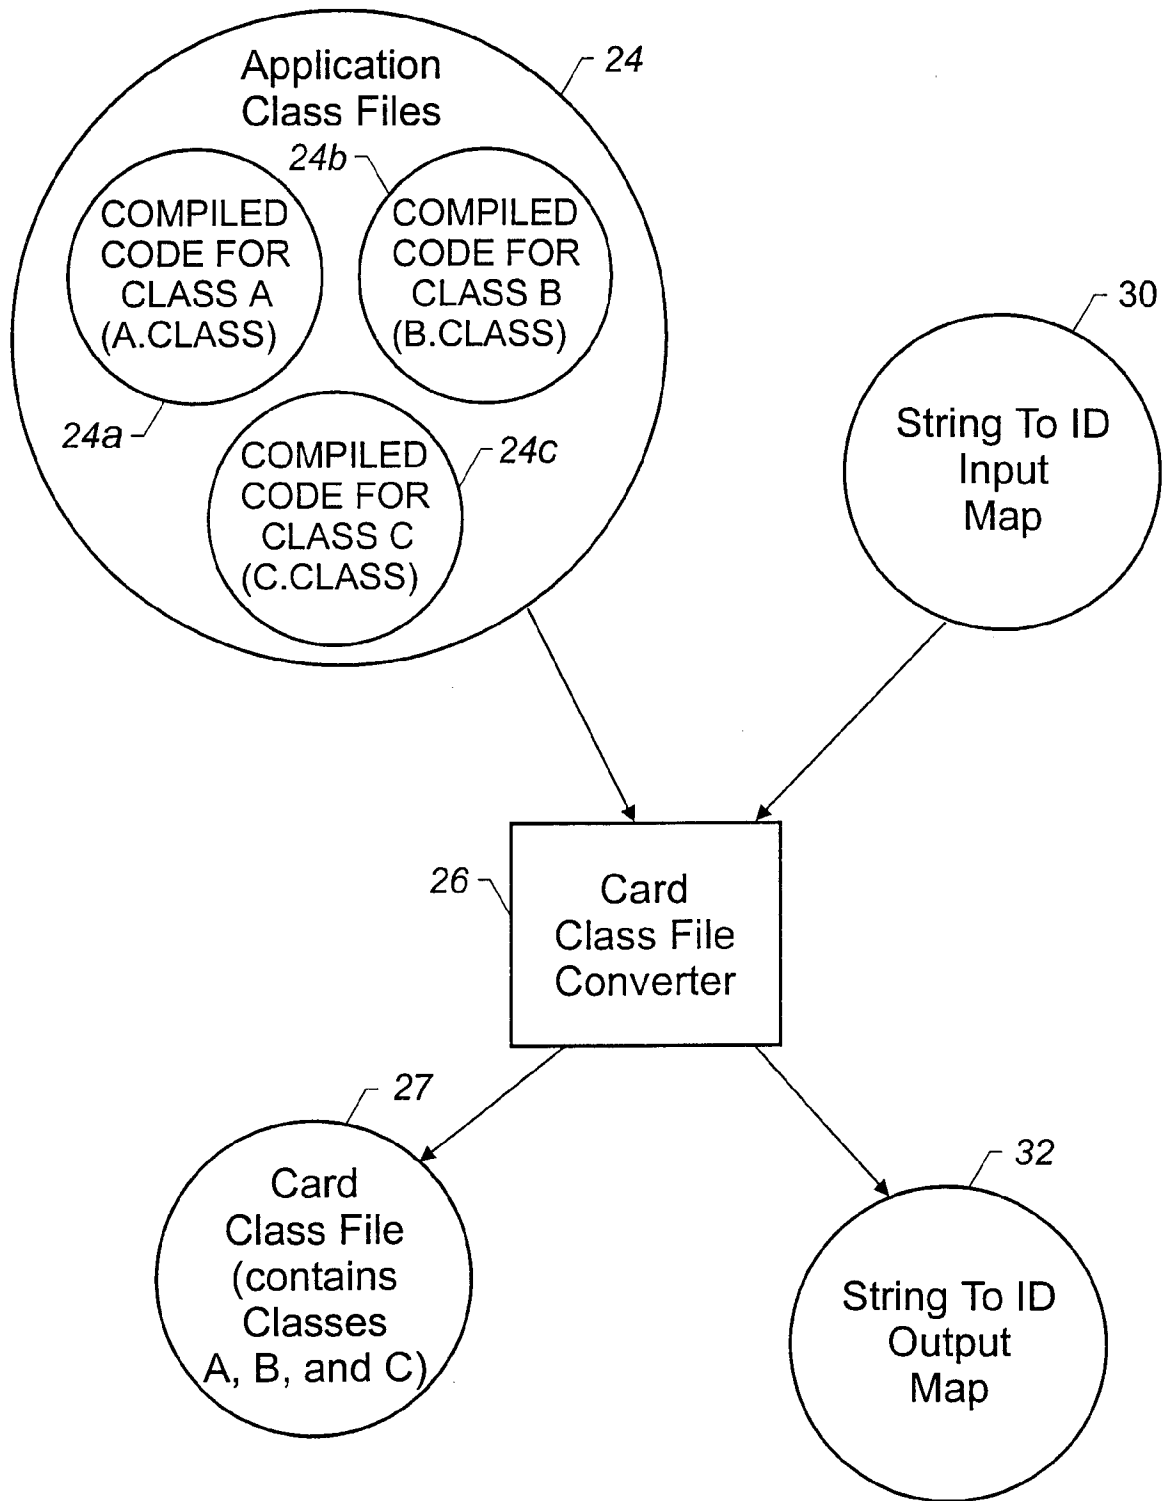 Application
Class Files
24
24b
COMPILED
CODE FOR
CLASS A
(A.CLASS)
COMPILED
CODE FOR
CLASS B
(B.CLASS)
24a
COMPILED
CODE FOR
CLASS C
(C.CLASS)
24c
30
String To ID
Input
Map
26
Card
Class File
Converter
27
Card
Class File
(contains
Classes
A, B, and C)
32
String To ID
Output
Map